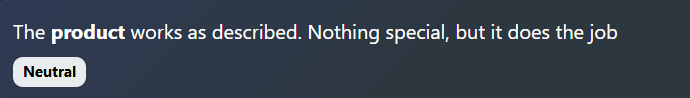 The product works as described. Nothing special, but it does the job
Neutral